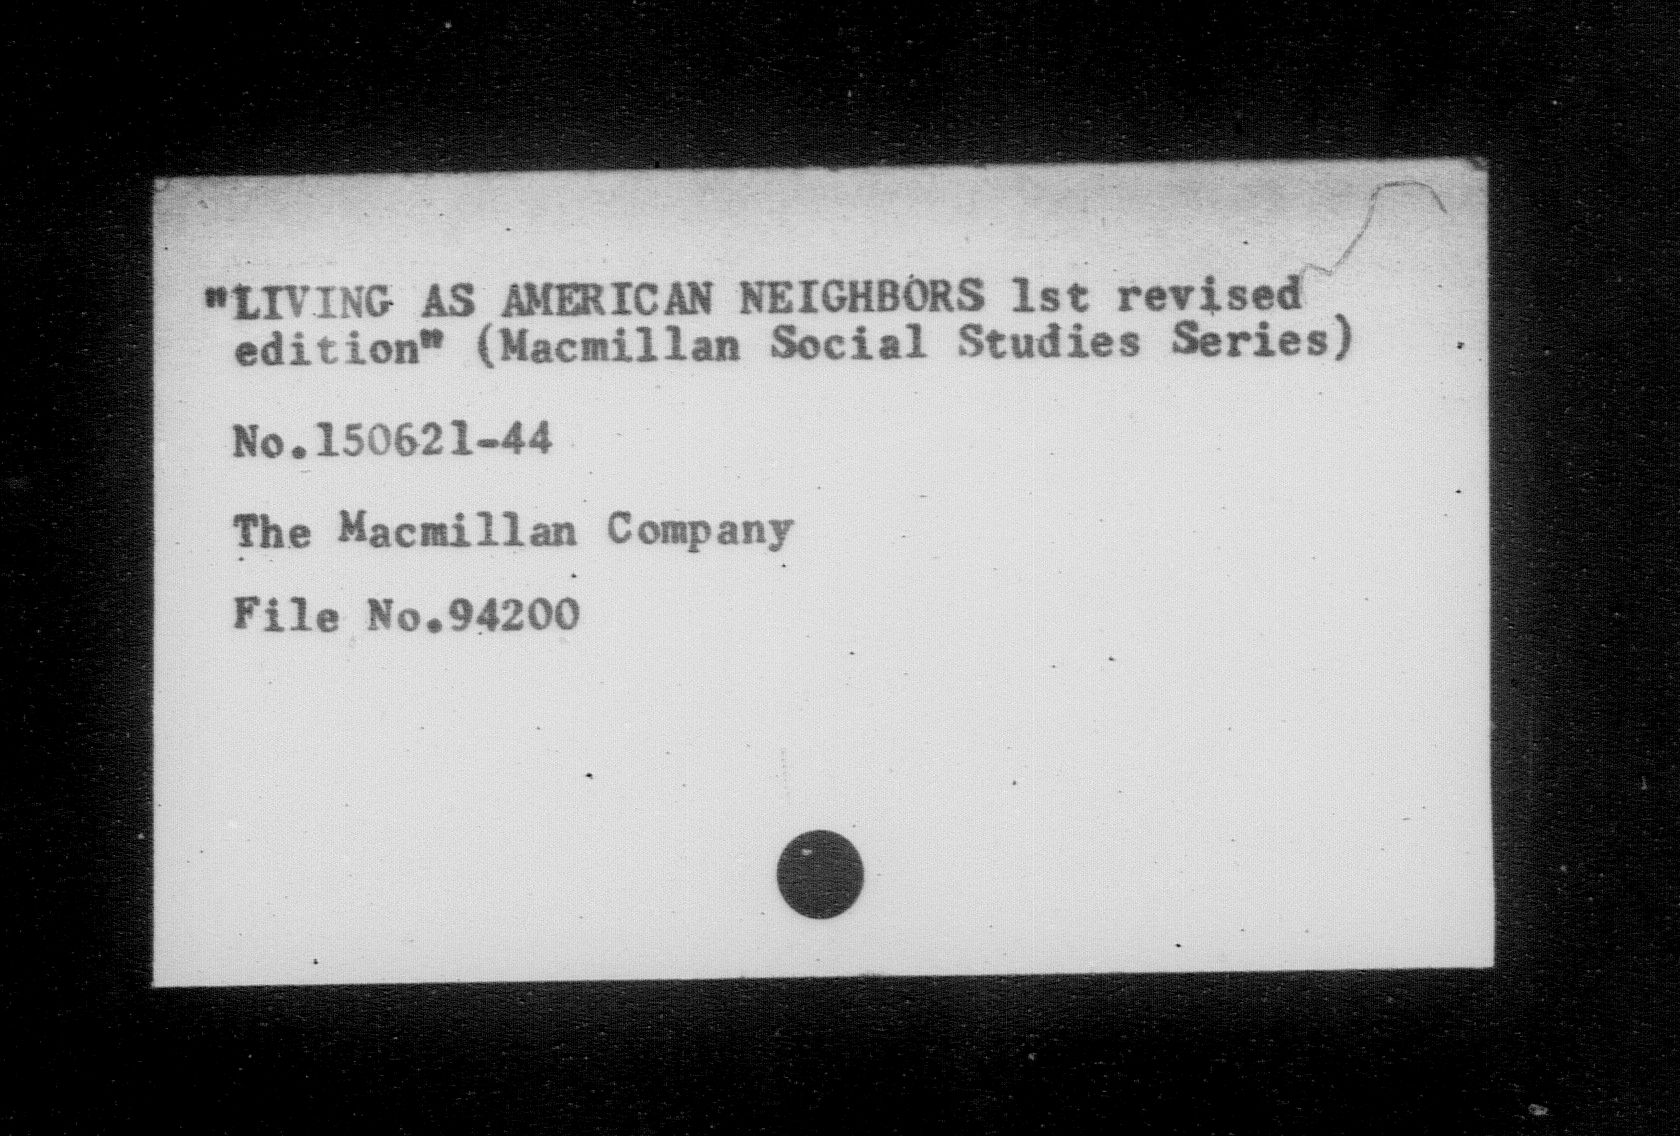 "LIVING AS AMERICAN NEIGHBORS 1st revised
edition" (Macmillan Social Studies Series)
No.150621-44
The Macmillan Company
File No.94200